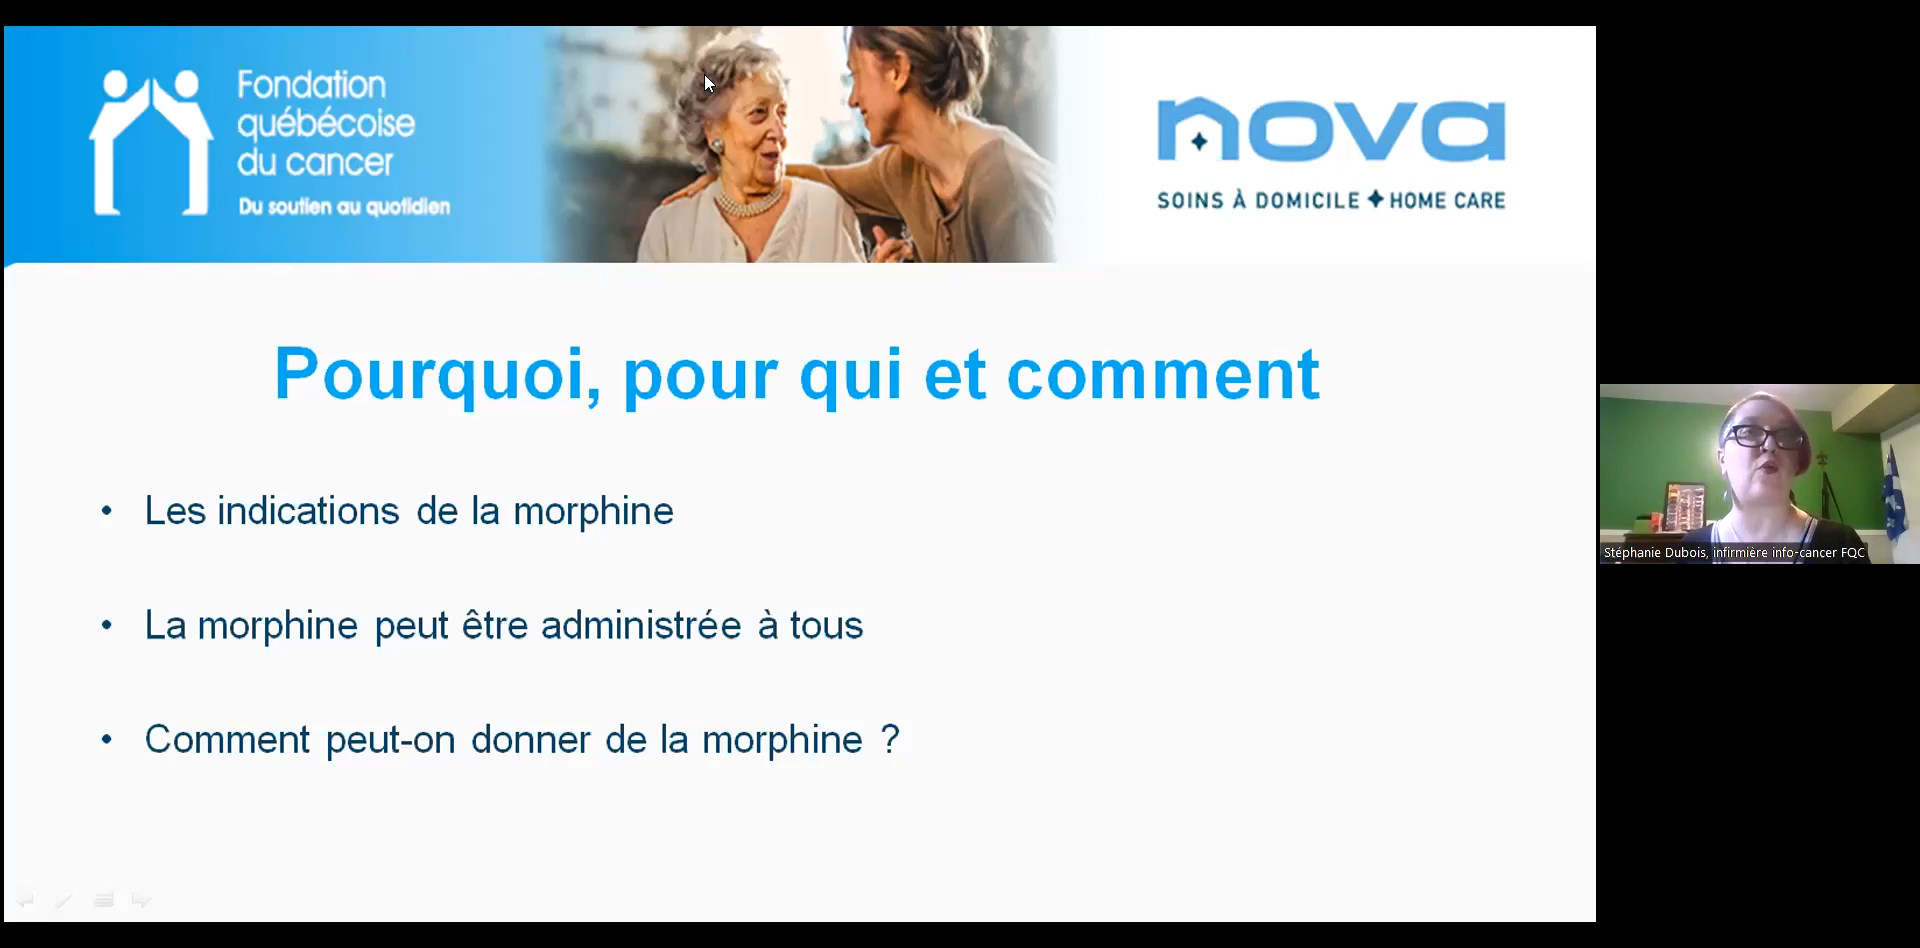 Fondation
québécoise
du cancer
Du soutien au quotidien
nova
SOINS À DOMICILE ✦ HOME CARE
Pourquoi, pour qui et comment
• Les indications de la morphine
• La morphine peut être administrée à tous
• Comment peut-on donner de la morphine ?
Stéphanie Dubois, infirmière info-cancer FQC